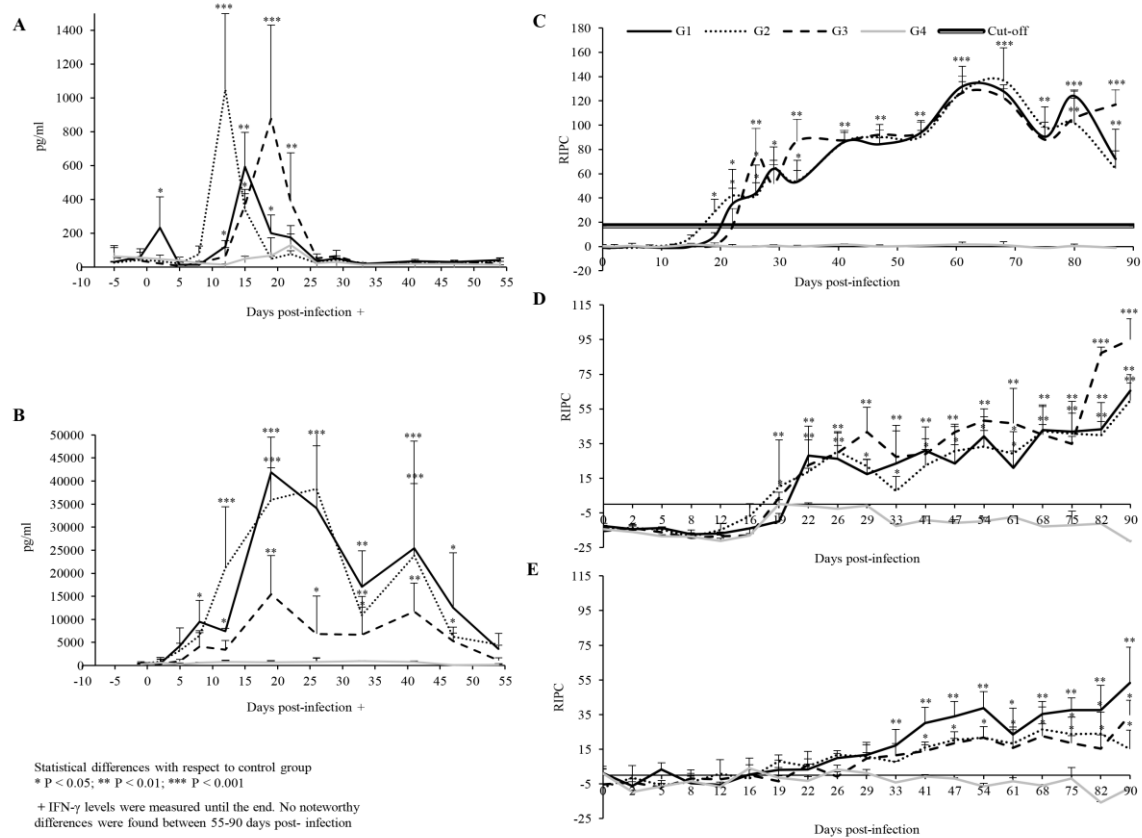 A
pg/ml
1400
1200
1000
800
600
400
200
0
-10 -5 0 5 10 15 20 25 30 34 40 44 50 54
Days post-infection +
*
***
*
**
*
*
***
**
B
pg/ml
50000
45000
40000
35000
30000
25000
20000
15000
10000
5000
0
-10 -5 0 5 10 15 20 25 30 35 40 45 50 55
Days post-infection +
Statistical differences with respect to control group
* P < 0.05; ** P < 0.01; *** P < 0.001
+ IFN-γ levels were measured until the end. No noteworthy
differences were found between 55-90 days post- infection
C
G1 G2 G3 G4 Cut-off
RIPC
180
160
140
120
100
80
60
40
20
0
-20
0 10 20 30 40 50 60 70 80 90
Days post-infection
D
RIPC
115
95
75
55
35
15
-5
-25
0 2 5 8 12 16 19 22 26 29 33 41 47 54 61 68 75 82 90
Days post-infection
E
RIPC
115
95
75
55
35
15
-5
-25
0 2 5 8 12 16 19 22 26 29 33 41 47 54 61 68 75 82 90
Days post-infection